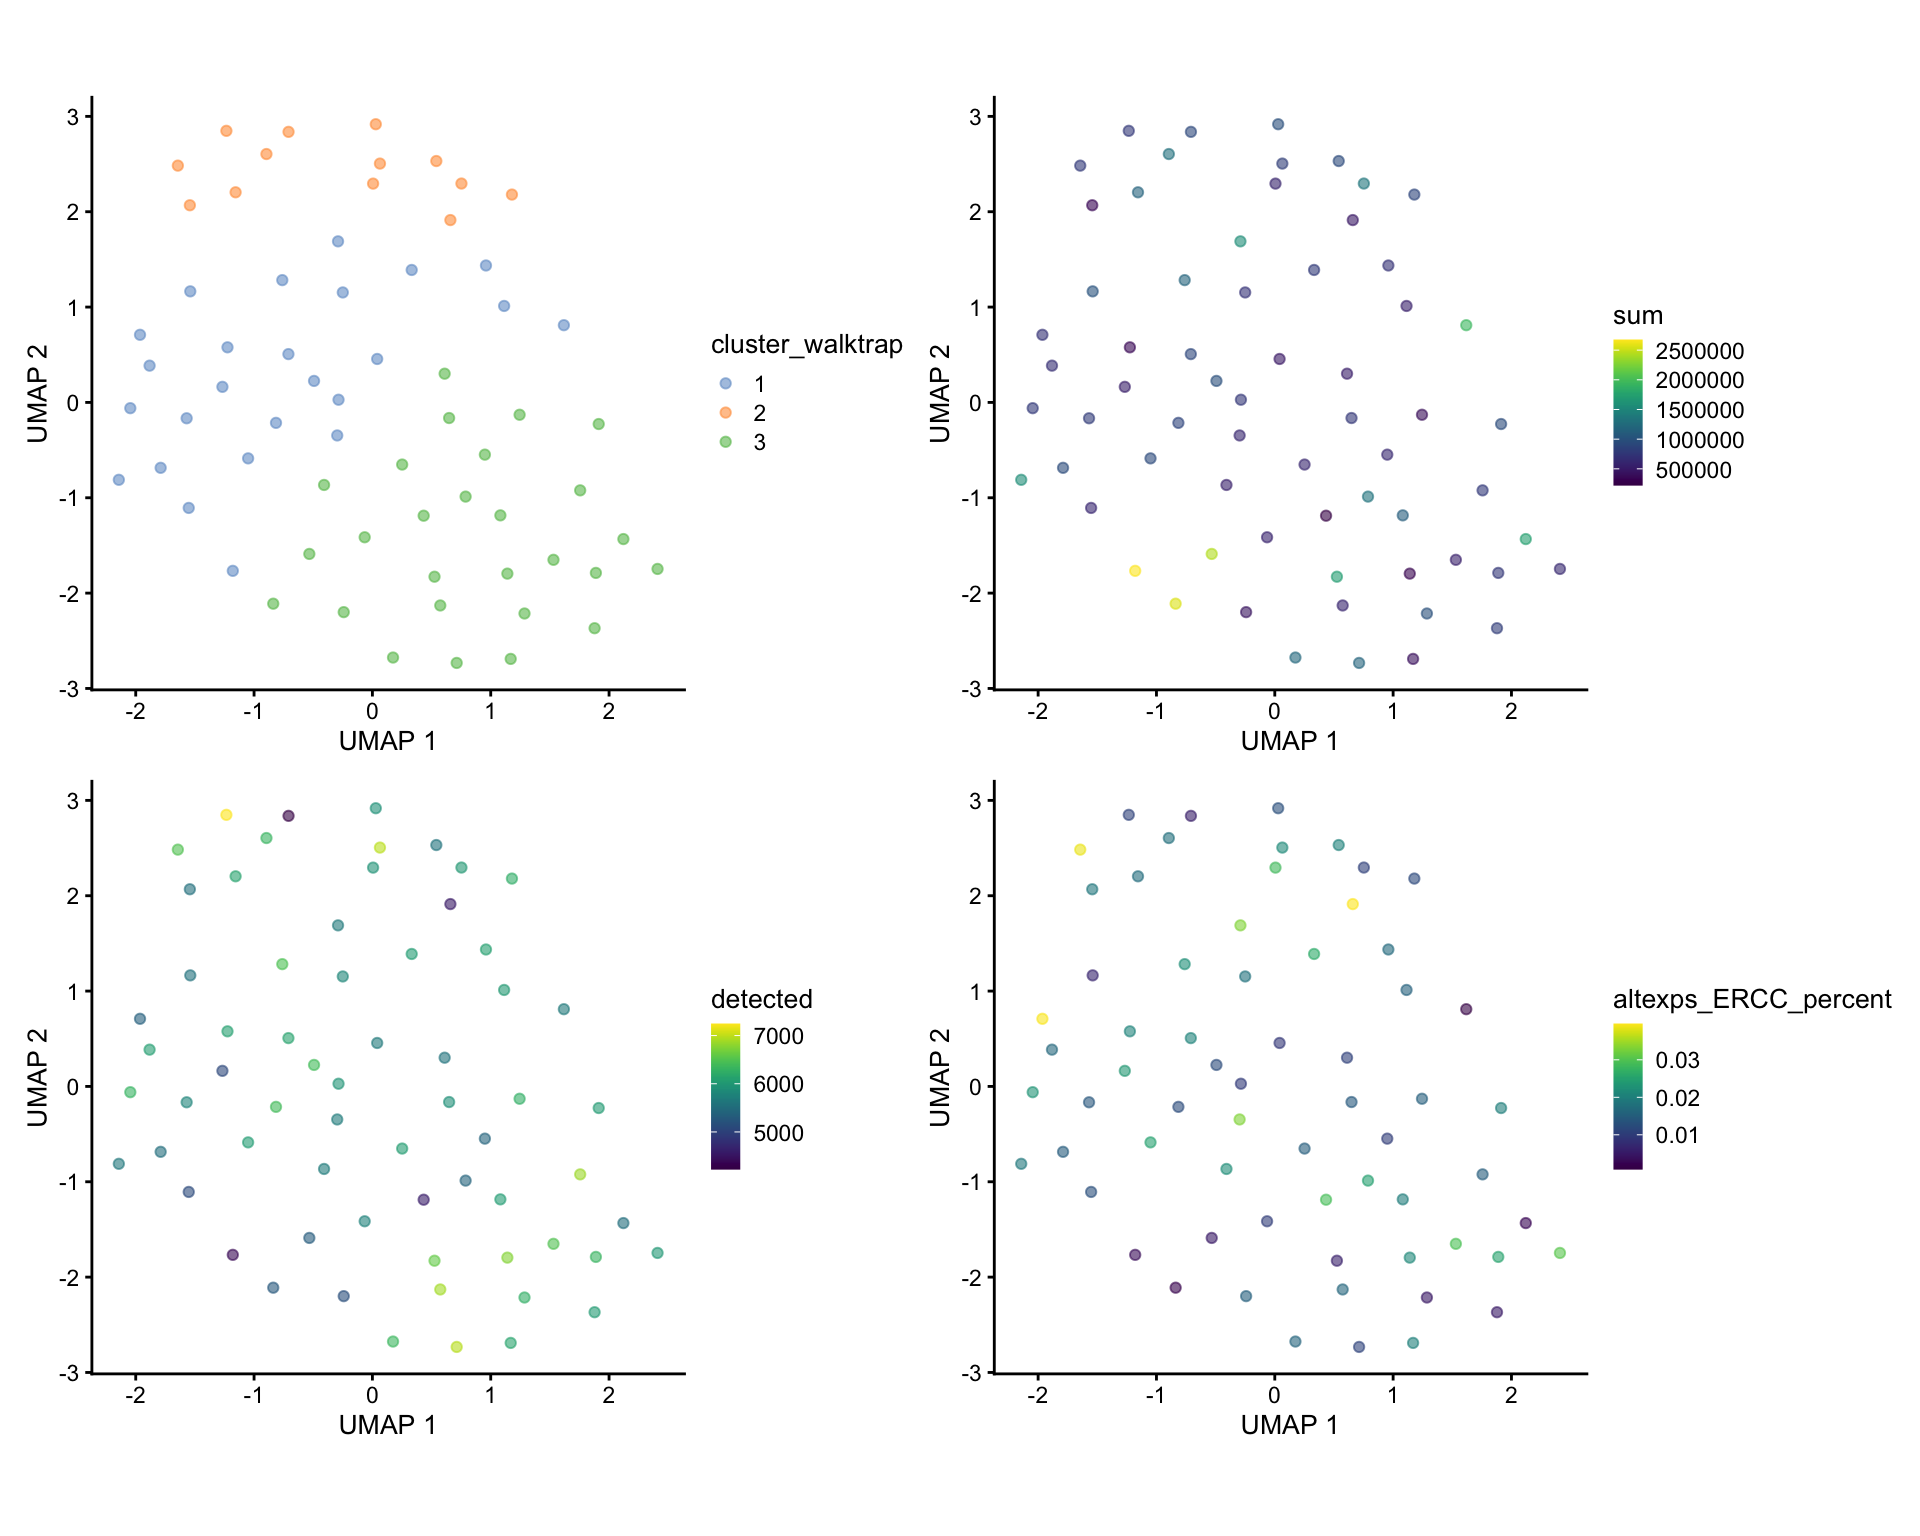 3
2
1
0
-1
-2
-3
UMAP 2
-2 -1 0 1 2
UMAP 1
cluster_walktrap
1
2
3
3
2
1
0
-1
-2
-3
UMAP 2
-2 -1 0 1 2
UMAP 1
sum
2500000
2000000
1500000
1000000
500000
3
2
1
0
-1
-2
-3
UMAP 2
-2 -1 0 1 2
UMAP 1
detected
7000
6000
5000
3
2
1
0
-1
-2
-3
UMAP 2
-2 -1 0 1 2
UMAP 1
altexps_ERCC_percent
0.03
0.02
0.01